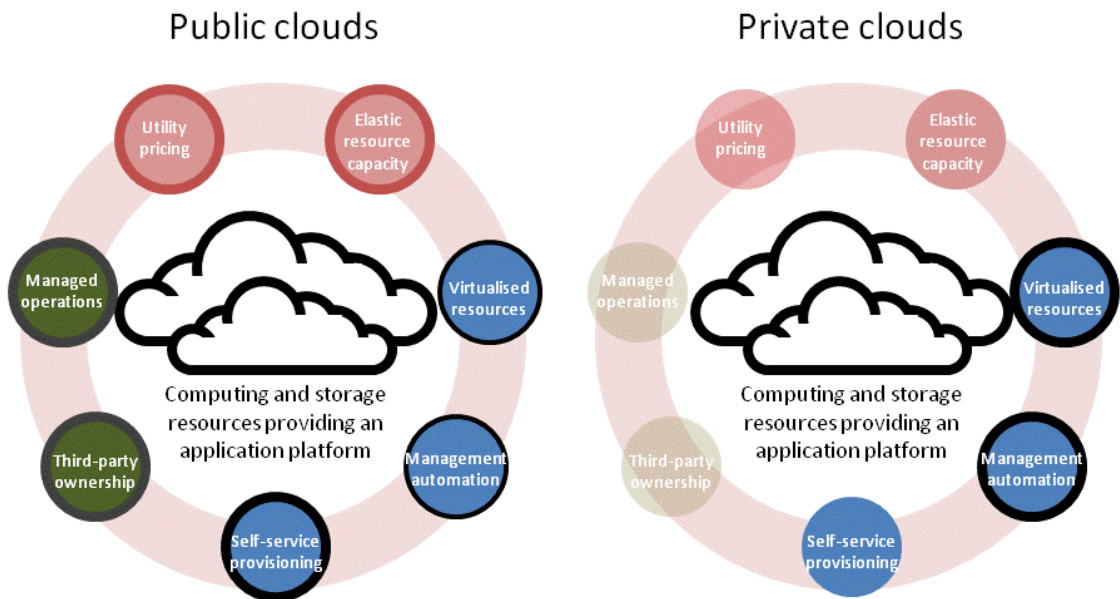 Public clouds
Utility
pricing
Elastic
resource
capacity
Managed
operations
Virtualised
resources
Computing and storage
resources providing an
application platform
Third-party
ownership
Management
automation
Self-service
provisioning
Private clouds
Utility
pricing
Elastic
resource
capacity
Managed
operations
Virtualised
resources
Computing and storage
resources providing an
application platform
Third-party
ownership
Management
automation
Self-service
provisioning